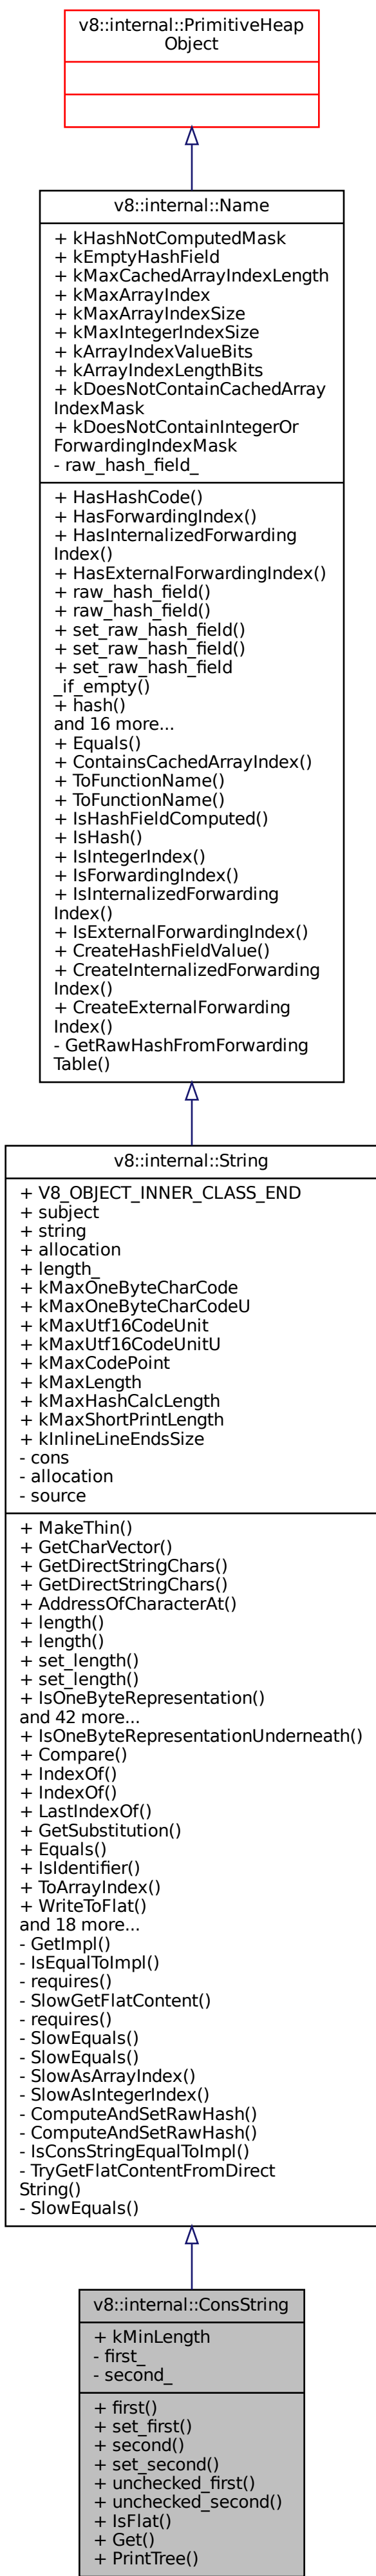 v8::internal::PrimitiveHeap
Object
v8::internal::Name
+ kHashNotComputedMask
+ kEmptyHashField
+ kMaxCachedArrayIndexLength
+ kMaxArrayIndex
+ kMaxArrayIndexSize
+ kMaxIntegerIndexSize
+ kArrayIndexValueBits
+ kArrayIndexLengthBits
+ kDoesNotContainCachedArray
IndexMask
+ kDoesNotContainIntegerOr
ForwardingIndexMask
- raw_hash_field_
+ HasHashCode()
+ HasForwardingIndex()
+ HasInternalizedForwarding
Index()
+ HasExternalForwardingIndex()
+ raw_hash_field()
+ raw_hash_field()
+ set_raw_hash_field()
+ set_raw_hash_field()
+ set_raw_hash_field
_if_empty()
+ hash()
and 16 more...
+ Equals()
+ ContainsCachedArrayIndex()
+ ToFunctionName()
+ ToFunctionName()
+ IsHashFieldComputed()
+ IsHash()
+ IsIntegerIndex()
+ IsForwardingIndex()
+ IsInternalizedForwarding
Index()
+ IsExternalForwardingIndex()
+ CreateHashFieldValue()
+ CreateInternalizedForwarding
Index()
+ CreateExternalForwarding
Index()
- GetRawHashFromForwarding
Table()
v8::internal::String
+ V8_OBJECT_INNER_CLASS_END
+ subject
+ string
+ allocation
+ length_
+ kMaxOneByteCharCode
+ kMaxOneByteCharCodeU
+ kMaxUtf16CodeUnit
+ kMaxUtf16CodeUnitU
+ kMaxCodePoint
+ kMaxLength
+ kMaxHashCalcLength
+ kMaxShortPrintLength
+ kInlineLineEndsSize
- cons
- allocation
- source
+ MakeThin()
+ GetCharVector()
+ GetDirectStringChars()
+ GetDirectStringChars()
+ AddressOfCharacterAt()
+ length()
+ length()
+ set_length()
+ set_length()
+ IsOneByteRepresentation()
and 42 more...
+ IsOneByteRepresentationUnderneath()
+ Compare()
+ IndexOf()
+ IndexOf()
+ LastIndexOf()
+ GetSubstitution()
+ Equals()
+ IsIdentifier()
+ ToArrayIndex()
+ WriteToFlat()
and 18 more...
- GetImpl()
- IsEqualToImpl()
- requires()
- SlowGetFlatContent()
- requires()
- SlowEquals()
- SlowEquals()
- SlowAsArrayIndex()
- SlowAsIntegerIndex()
- ComputeAndSetRawHash()
- ComputeAndSetRawHash()
- IsConsStringEqualToImpl()
- TryGetFlatContentFromDirect
String()
- SlowEquals()
v8::internal::ConsString
+ kMinLength
- first_
- second_
+ first()
+ set_first()
+ second()
+ set_second()
+ unchecked_first()
+ unchecked_second()
+ IsFlat()
+ Get()
+ PrintTree()